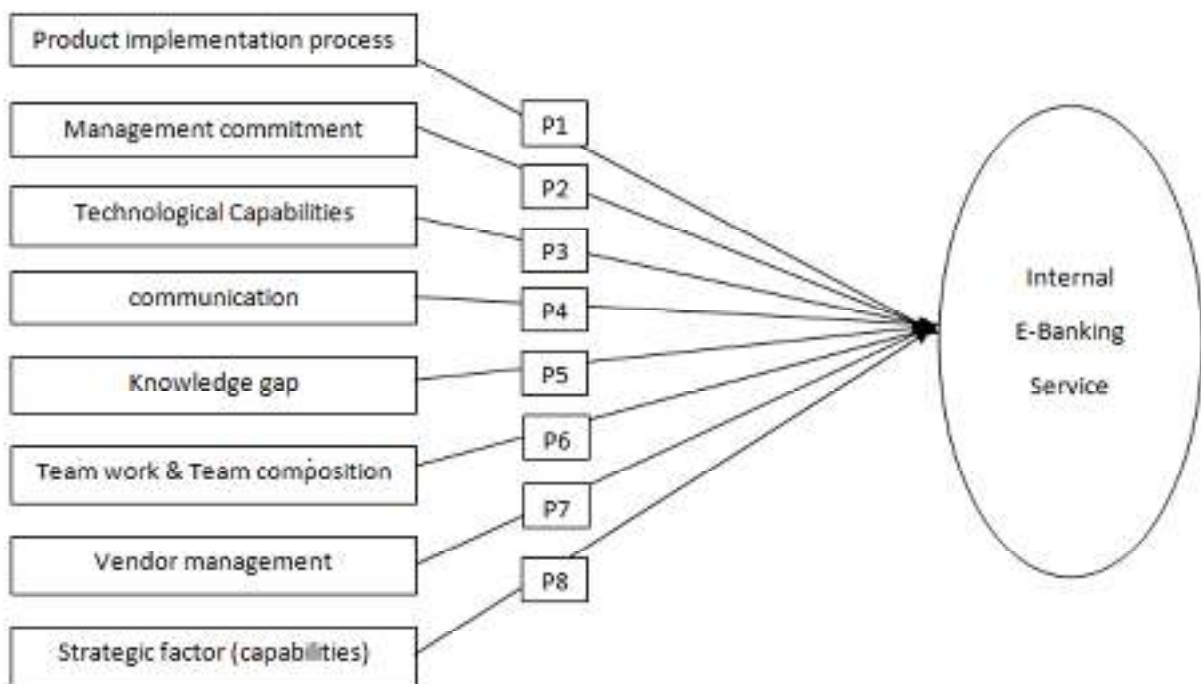 Product implementation process
P1
Management commitment
P2
Technological Capabilities
P3
communication
P4
Knowledge gap
P5
Team work & Team composition
P6
Vendor management
P7
Strategic factor (capabilities)
P8
Internal
E-Banking
Service